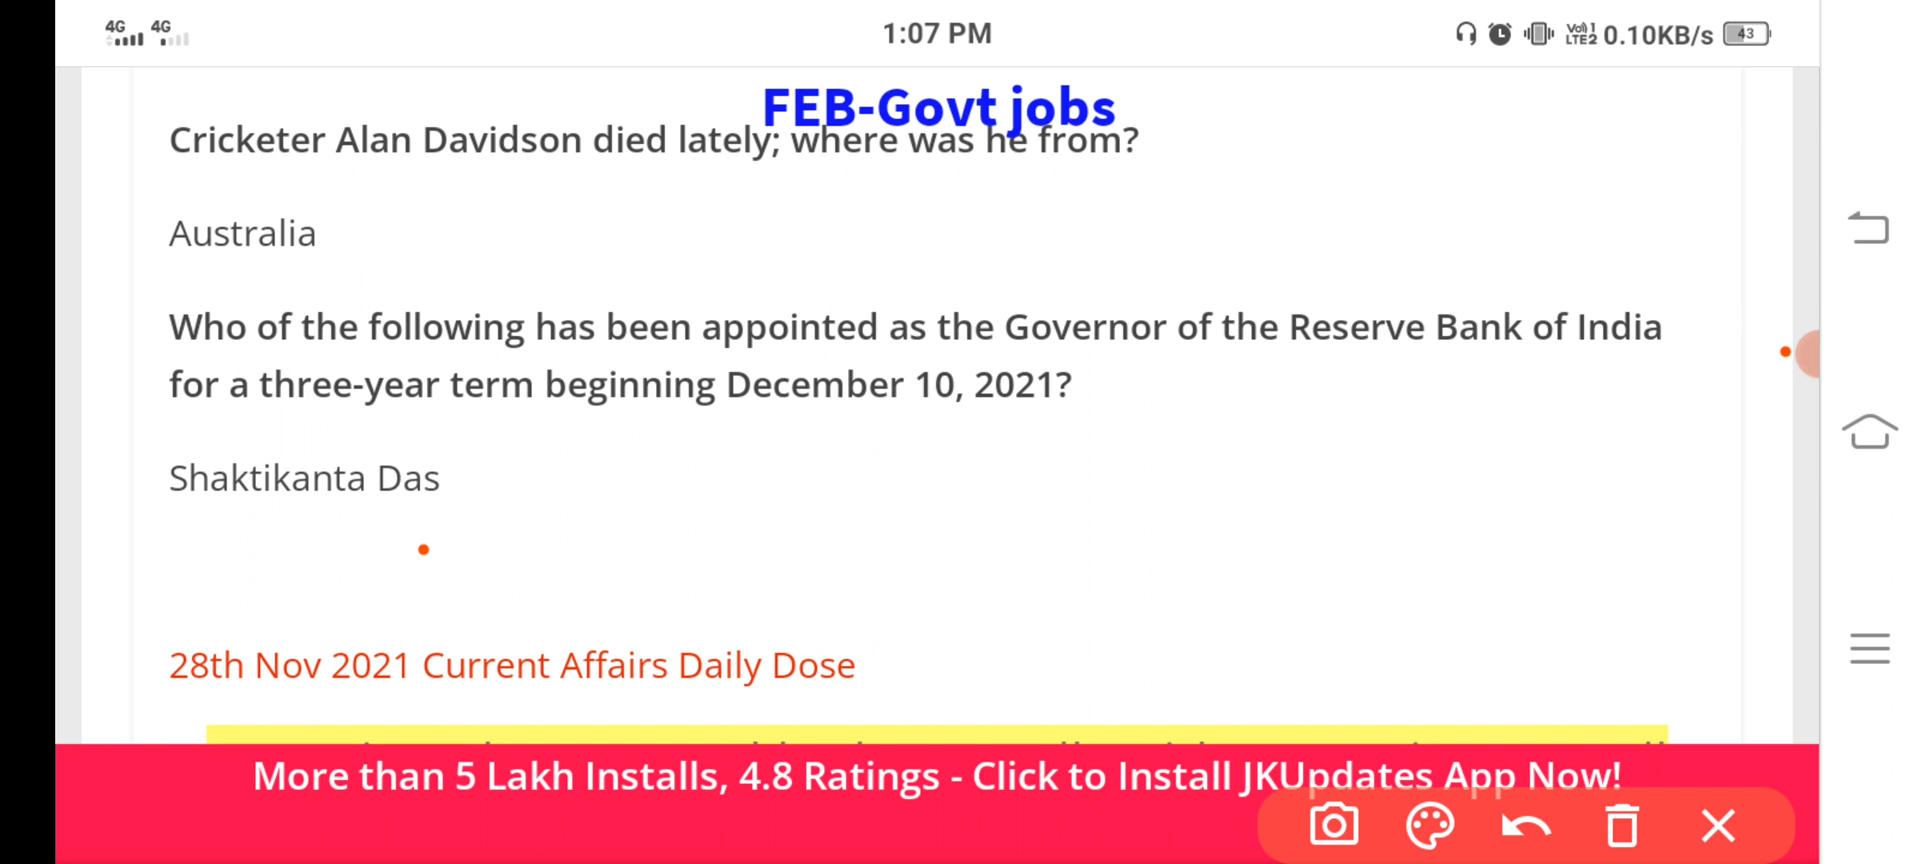 4G 4G 1:07 PM VoI) 1 LTE2 0.10KB/s 43
FEB-Govt jobs
Cricketer Alan Davidson died lately; where was he from?
Australia
Who of the following has been appointed as the Governor of the Reserve Bank of India
for a three-year term beginning December 10, 2021?
Shaktikanta Das
28th Nov 2021 Current Affairs Daily Dose
More than 5 Lakh Installs, 4.8 Ratings - Click to Install JKUpdates App Now!